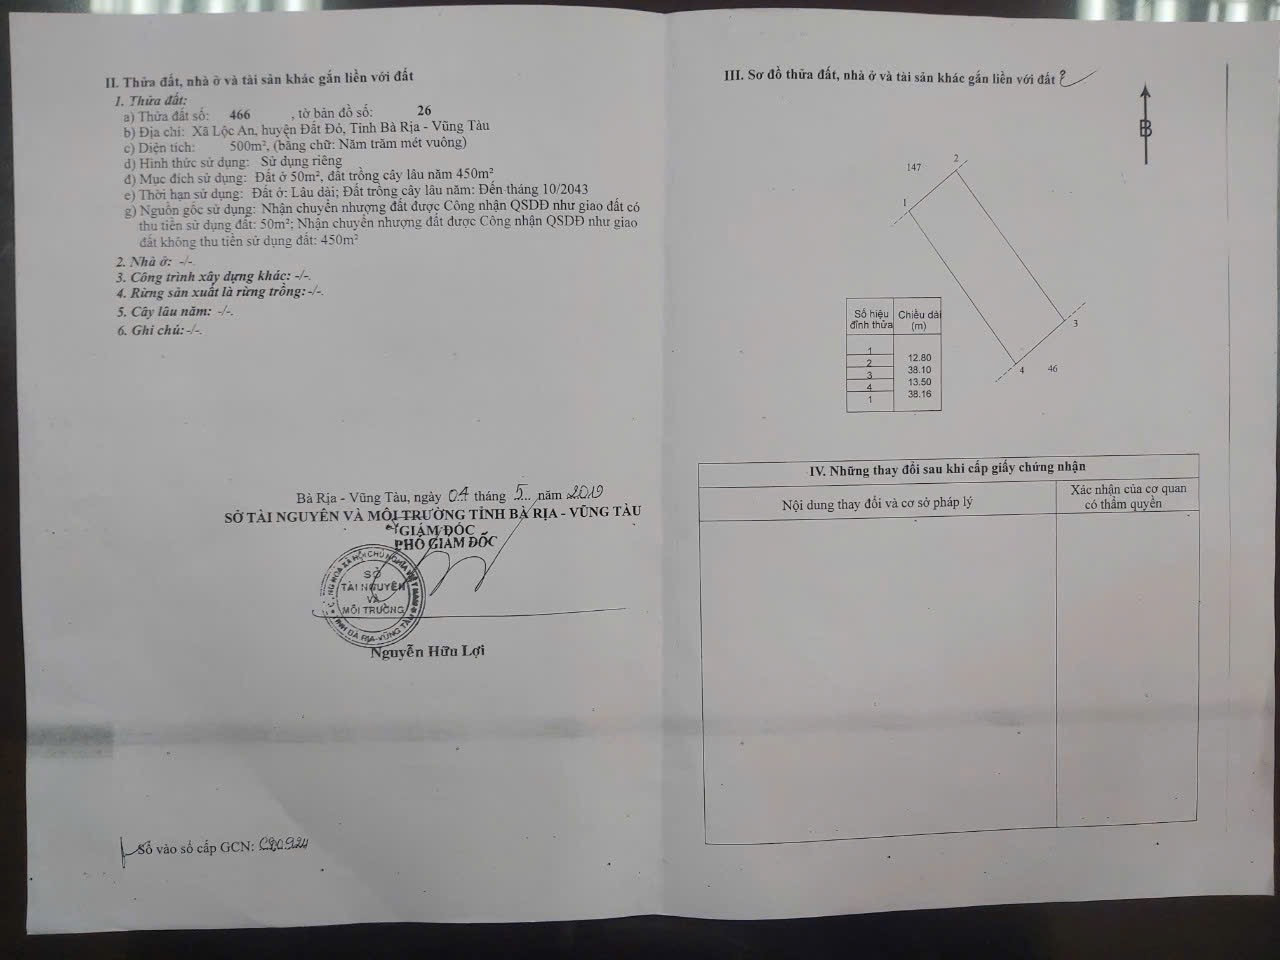 II. Thửa đất, nhà ở và tài sản khác gắn liền với đất
1. Thửa đất:
a) Thửa đất số: 466 , tờ bản đồ số: 26
b) Địa chỉ: Xã Lộc An, huyện Đất Đỏ, Tỉnh Bà Rịa - Vũng Tàu
c) Diện tích: 500m², (bằng chữ: Năm trăm mét vuông)
d) Hình thức sử dụng: Sử dụng riêng
đ) Mục đích sử dụng: Đất ở 50m², đất trồng cây lâu năm 450m²
e) Thời hạn sử dụng: Đất ở: Lâu dài; Đất trồng cây lâu năm: Đến tháng 10/2043
g) Nguồn gốc sử dụng: Nhận chuyển nhượng đất được Công nhận QSDĐ như giao đất có
thu tiền sử dụng đất: 50m²; Nhận chuyển nhượng đất được Công nhận QSDĐ như giao
đất không thu tiền sử dụng đất: 450m²
2. Nhà ở: -/-.
3. Công trình xây dựng khác: -/-.
4. Rừng sản xuất là rừng trồng: -/-.
5. Cây lâu năm: -/-.
6. Ghi chú: -/-.
Bà Rịa - Vũng Tàu, ngày 04 tháng 5 năm 2019
SỞ TÀI NGUYÊN VÀ MÔI TRƯỜNG TỈNH BÀ RỊA - VŨNG TÀU
GIÁM ĐỐC
PHÓ GIÁM ĐỐC
SỞ
TÀI NGUYÊN
VÀ
MÔI TRƯỜNG
TỈNH BÀ RỊA-VŨNG TÀU
Nguyễn Hữu Lợi
Số vào sổ cấp GCN:
III. Sơ đồ thửa đất, nhà ở và tài sản khác gắn liền với đất
B
147
2
1
3
4
46
Số hiệu đỉnh thửa Chiều dài (m)
1
12.80
2
38.10
3
13.50
4
38.16
1
IV. Những thay đổi sau khi cấp giấy chứng nhận
Nội dung thay đổi và cơ sở pháp lý
Xác nhận của cơ quan
có thẩm quyền